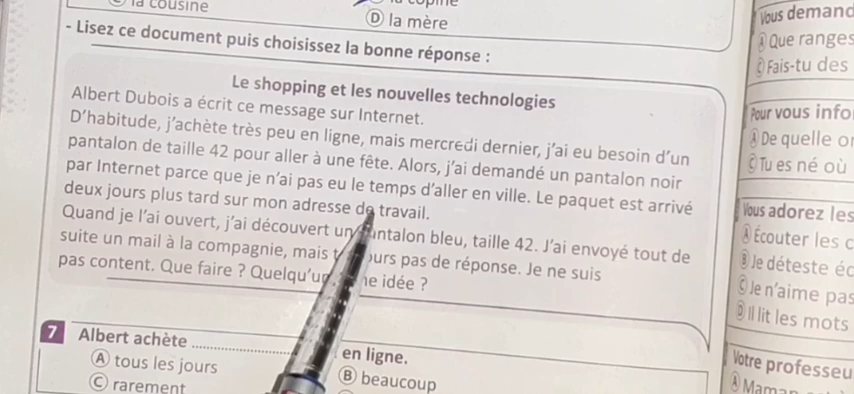 la cousine
D la mère
- Lisez ce document puis choisissez la bonne réponse :
Le shopping et les nouvelles technologies
Albert Dubois a écrit ce message sur Internet.
D'habitude, j'achète très peu en ligne, mais mercredi dernier, j'ai eu besoin d'un
pantalon de taille 42 pour aller à une fête. Alors, j'ai demandé un pantalon noir
par Internet parce que je n'ai pas eu le temps d'aller en ville. Le paquet est arrivé
deux jours plus tard sur mon adresse de travail.
Quand je l'ai ouvert, j'ai découvert un pantalon bleu, taille 42. J'ai envoyé tout de
suite un mail à la compagnie, mais pas de réponse. Je ne suis
pas content. Que faire ? Quelqu'un idée ?
7 Albert achète .................... en ligne.
A tous les jours
B beaucoup
C rarement
Vous demand
A Que ranges
C Fais-tu des
Pour vous info
A De quelle
C Tu es né où
Vous adorez les
A Écouter les c
B Je déteste éc
C Je n'aime pas
D Il lit les mots
Votre professeu
A Maman